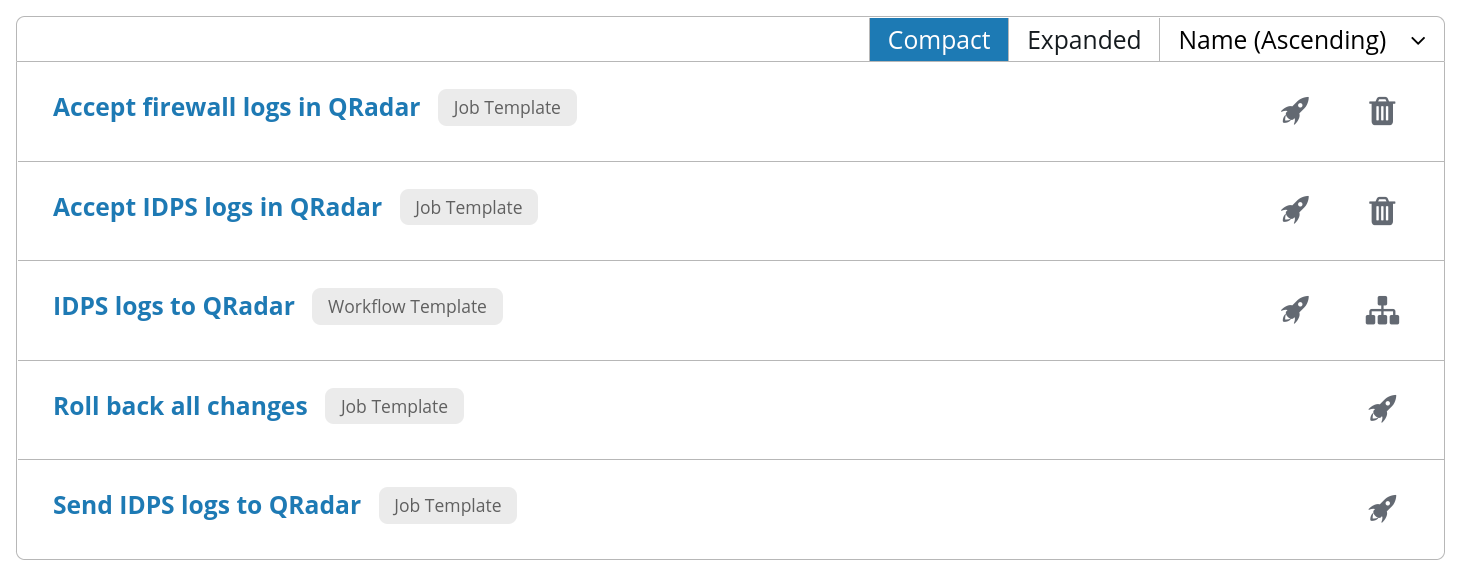 Compact Expanded Name (Ascending)
Accept firewall logs in QRadar Job Template
Accept IDPS logs in QRadar Job Template
IDPS logs to QRadar Workflow Template
Roll back all changes Job Template
Send IDPS logs to QRadar Job Template